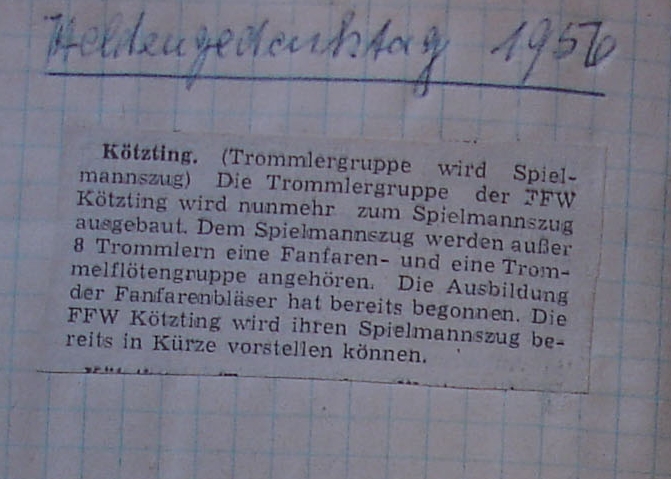 Heldengedenktag 1956
Kötzting. (Trommlergruppe wird Spiel-
mannszug) Die Trommlergruppe der FFW
Kötzting wird nunmehr zum Spielmannszug
ausgebaut. Dem Spielmannszug werden außer
8 Trommlern eine Fanfaren- und eine Trom-
melflötengruppe angehören. Die Ausbildung
der Fanfarenbläser hat bereits begonnen. Die
FFW Kötzting wird ihren Spielmannszug be-
reits in Kürze vorstellen können.